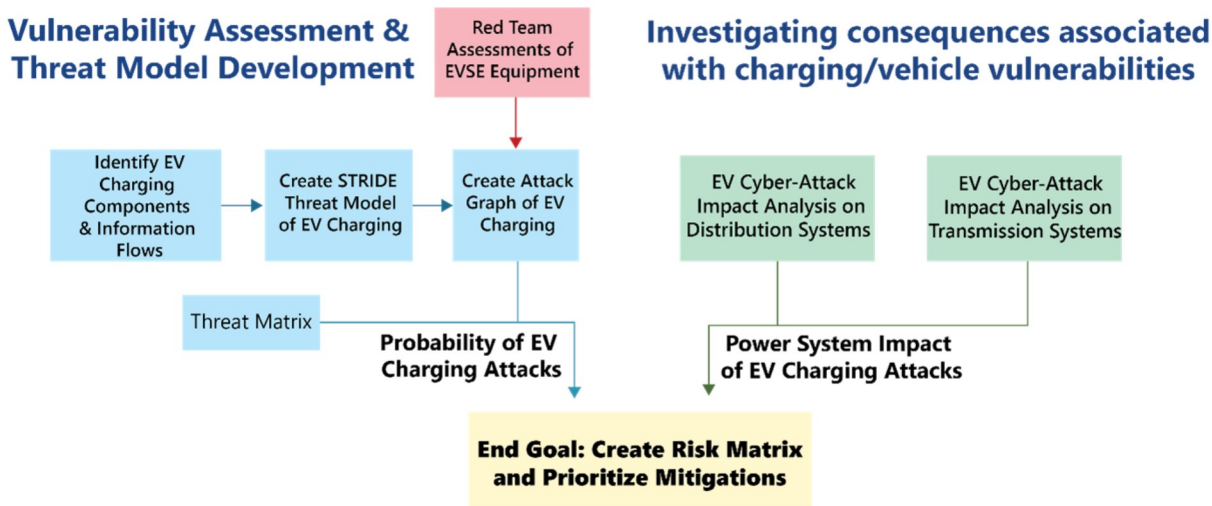 Vulnerability Assessment &
Threat Model Development
Red Team
Assessments of
EVSE Equipment
Investigating consequences associated
with charging/vehicle vulnerabilities
Identify EV
Charging
Components
& Information
Flows
Create STRIDE
Threat Model
of EV Charging
Create Attack
Graph of EV
Charging
EV Cyber-Attack
Impact Analysis on
Distribution Systems
EV Cyber-Attack
Impact Analysis on
Transmission Systems
Threat Matrix
Probability of EV
Charging Attacks
Power System Impact
of EV Charging Attacks
End Goal: Create Risk Matrix
and Prioritize Mitigations